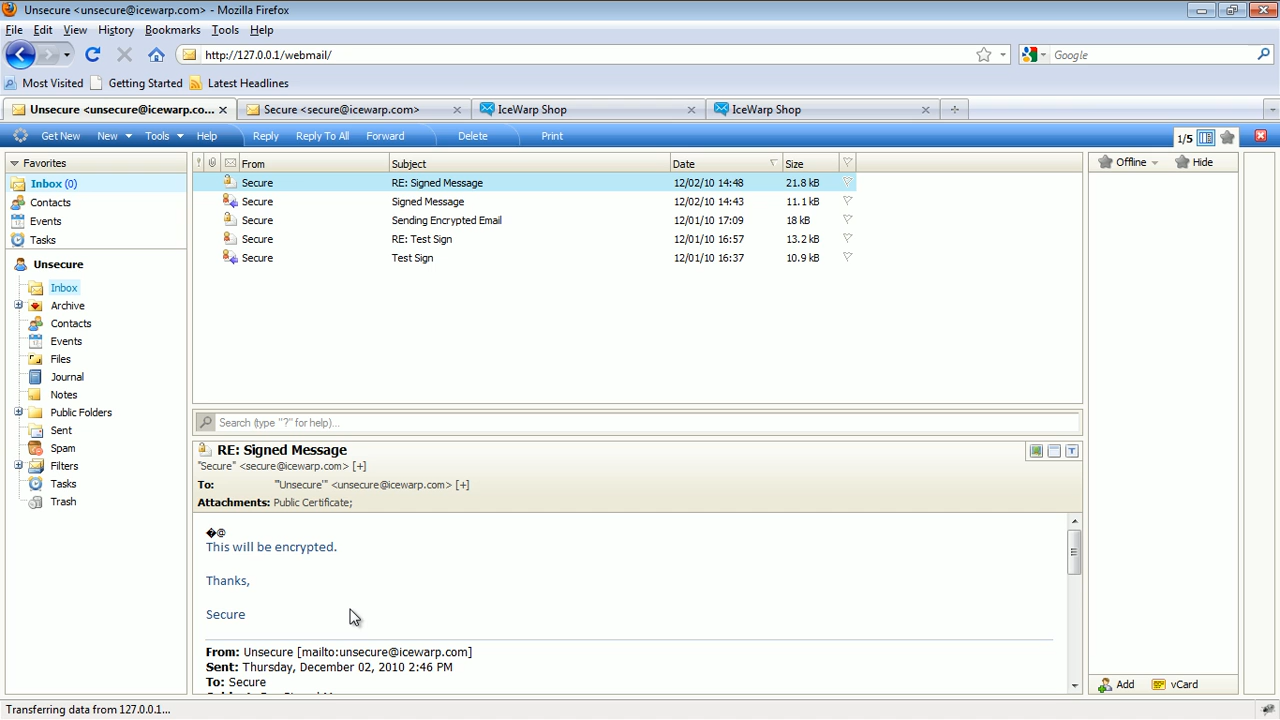 Unsecure <unsecure@icewarp.com> - Mozilla Firefox
File Edit View History Bookmarks Tools Help
http://127.0.0.1/webmail/ Google
Most Visited Getting Started Latest Headlines
Unsecure <unsecure@icewarp.co... Secure <secure@icewarp.com> IceWarp Shop IceWarp Shop
Get New New Tools Help Reply Reply To All Forward Delete Print 1/5
Favorites
Inbox (0)
Contacts
Events
Tasks
Unsecure
Inbox
Archive
Contacts
Events
Files
Journal
Notes
Public Folders
Sent
Spam
Filters
Tasks
Trash
From Subject Date Size
Secure RE: Signed Message 12/02/10 14:48 21.8 kB
Secure Signed Message 12/02/10 14:43 11.1 kB
Secure Sending Encrypted Email 12/01/10 17:09 18 kB
Secure RE: Test Sign 12/01/10 16:57 13.2 kB
Secure Test Sign 12/01/10 16:37 10.9 kB
Search (type "?" for help)...
RE: Signed Message
"Secure" <secure@icewarp.com> [+]
To: "Unsecure'" <unsecure@icewarp.com> [+]
Attachments: Public Certificate;
�@
This will be encrypted.
Thanks,
Secure
From: Unsecure [mailto:unsecure@icewarp.com]
Sent: Thursday, December 02, 2010 2:46 PM
To: Secure
Offline Hide
Add vCard
Transferring data from 127.0.0.1...